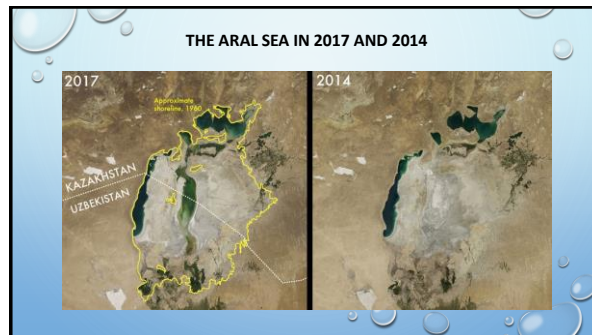 THE ARAL SEA IN 2017 AND 2014
2017
2014
Approximate
shoreline, 1960
KAZAKHSTAN
UZBEKISTAN